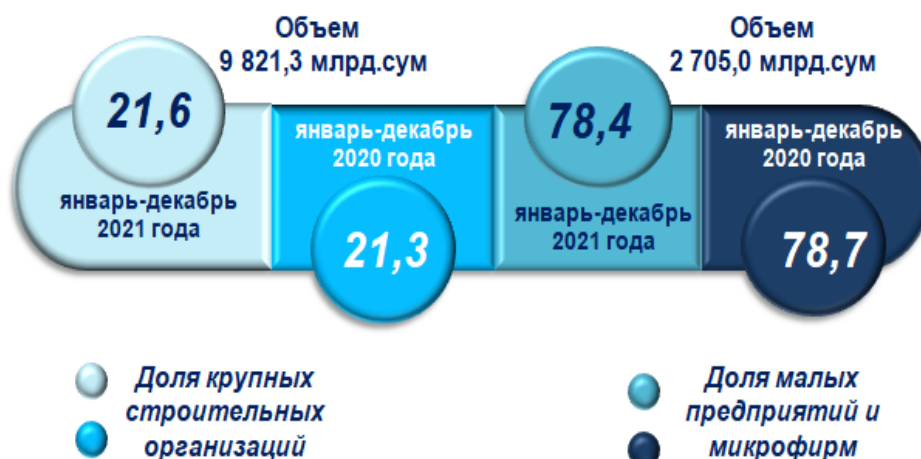 Объем
9 821,3 млрд.сум
Объем
2 705,0 млрд.сум
21,6
январь-декабрь
2021 года
январь-декабрь
2020 года
21,3
78,4
январь-декабрь
2021 года
январь-декабрь
2020 года
78,7
Доля крупных
строительных
организаций
Доля малых
предприятий и
микрофирм